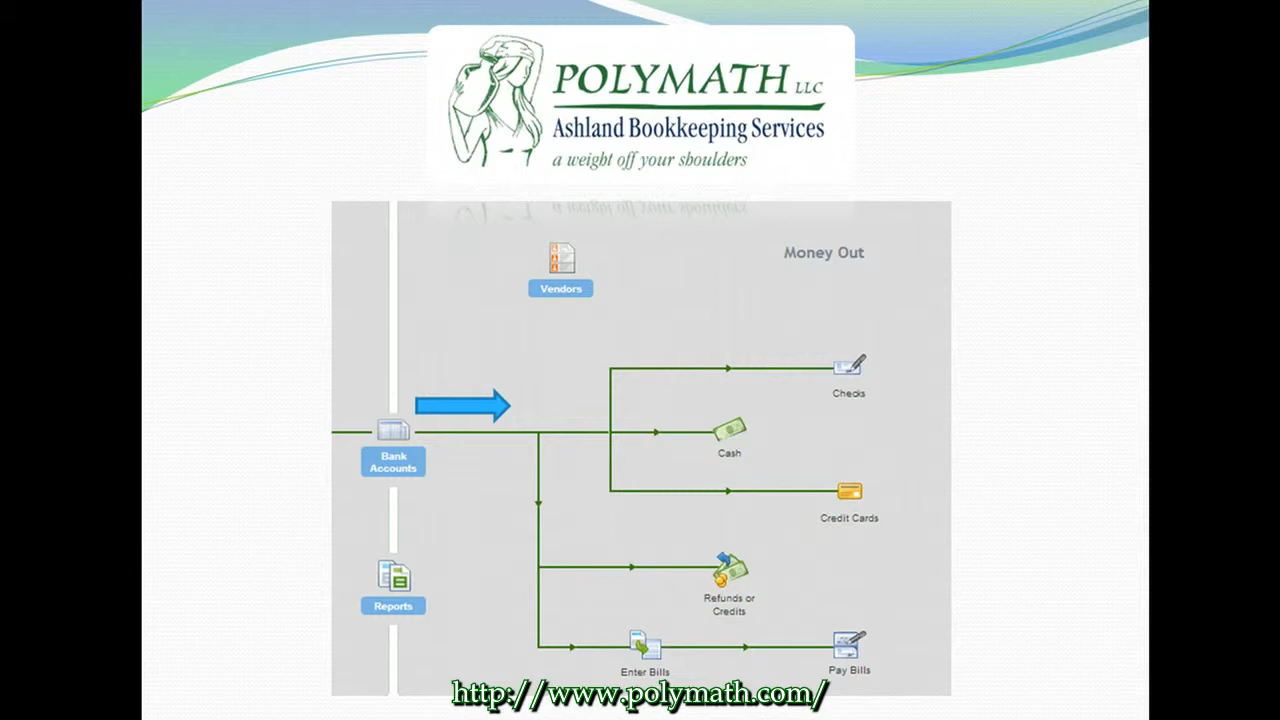 POLYMATH LLC
Ashland Bookkeeping Services
a weight off your shoulders
Money Out
Vendors
Checks
Bank
Accounts
Cash
Credit Cards
Reports
Refunds or
Credits
Enter Bills
Pay Bills
http://www.polymath.com/